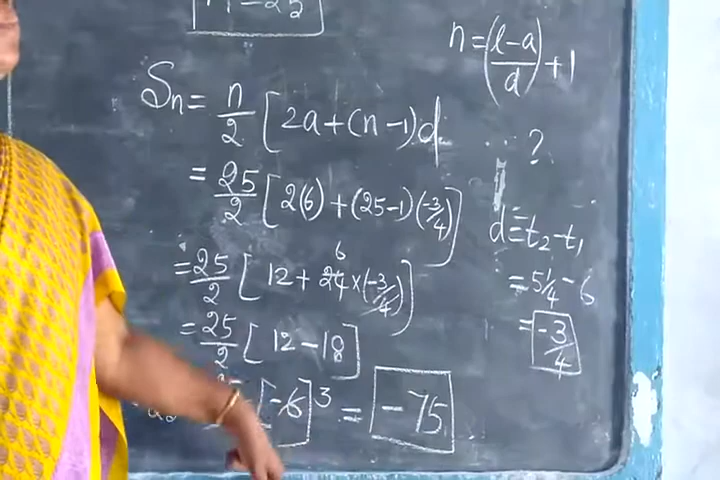 n = 25
n = ((l - a)/d) + 1
Sn = n/2 [2a + (n - 1)d
... ?
= 25/2 [2(6) + (25 - 1)(-3/4)]
d = t₂ - t₁
= 25/2 [12 + 24 6 × (-3/4)]
= 5¼ - 6
= 25/2 [12 - 18]
= -3/4
[-6]3 = -75